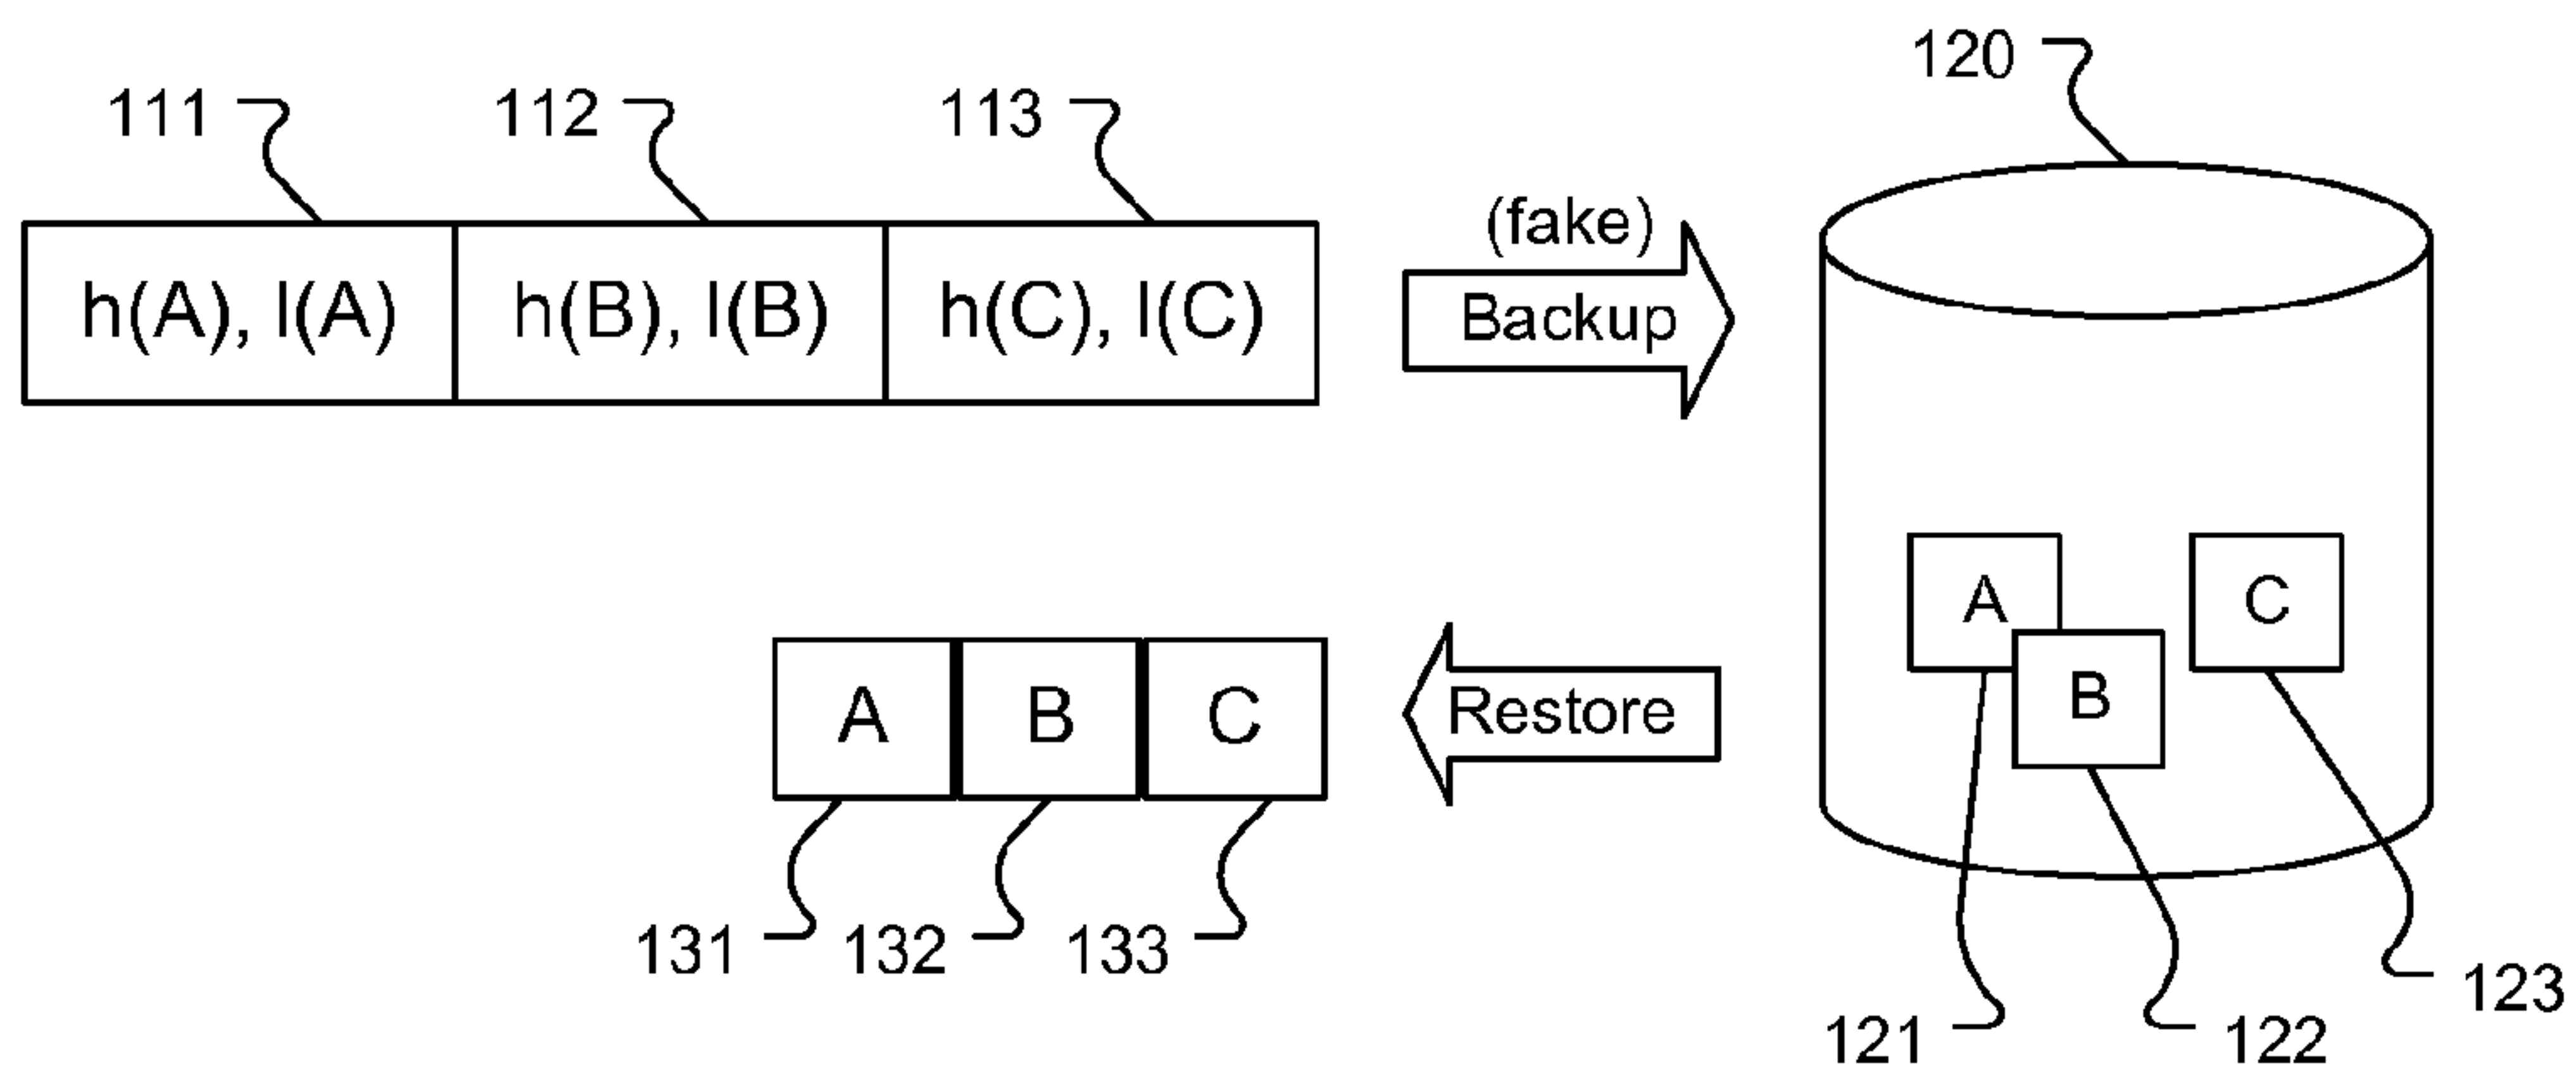 120
111 112 113
(fake)
h(A), l(A) h(B), l(B) h(C), l(C)
Backup
A C
B
A B C
Restore
131 132 133
123
121 122